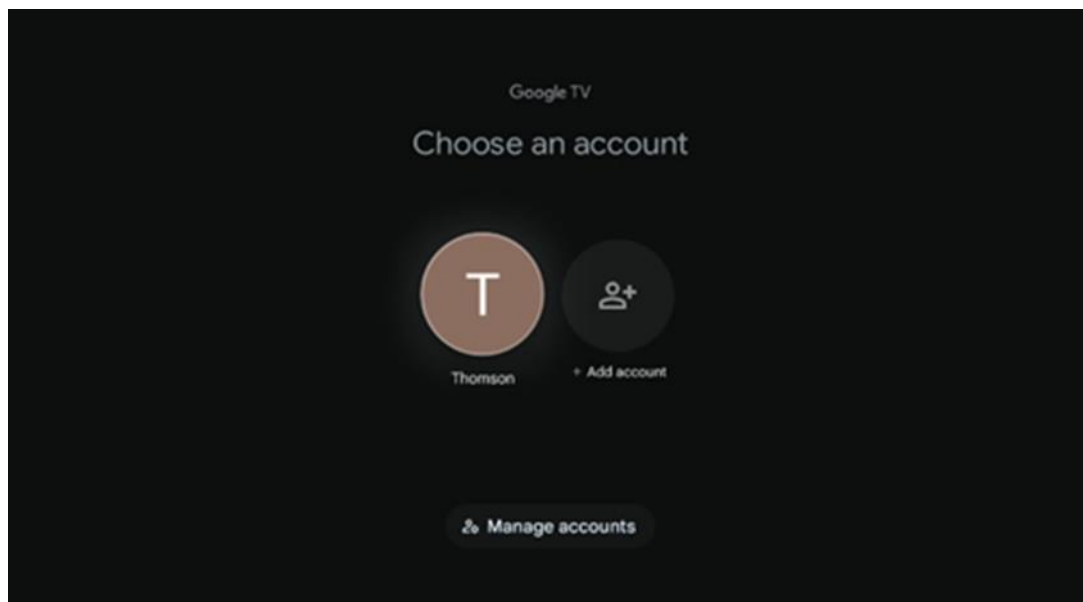 Google TV
Choose an account
T
Thomson
+ Add account
Manage accounts